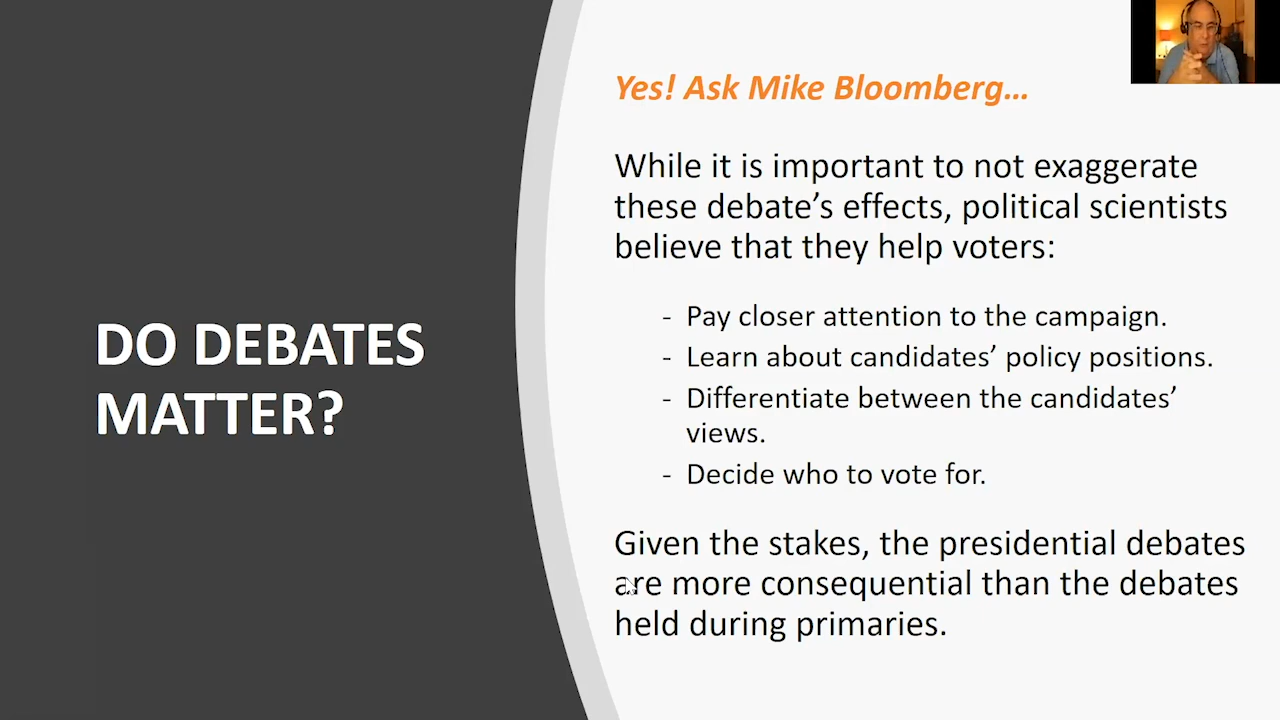 DO DEBATES
MATTER?
Yes! Ask Mike Bloomberg…
While it is important to not exaggerate
these debate’s effects, political scientists
believe that they help voters:
- Pay closer attention to the campaign.
- Learn about candidates’ policy positions.
- Differentiate between the candidates’
views.
- Decide who to vote for.
Given the stakes, the presidential debates
are more consequential than the debates
held during primaries.